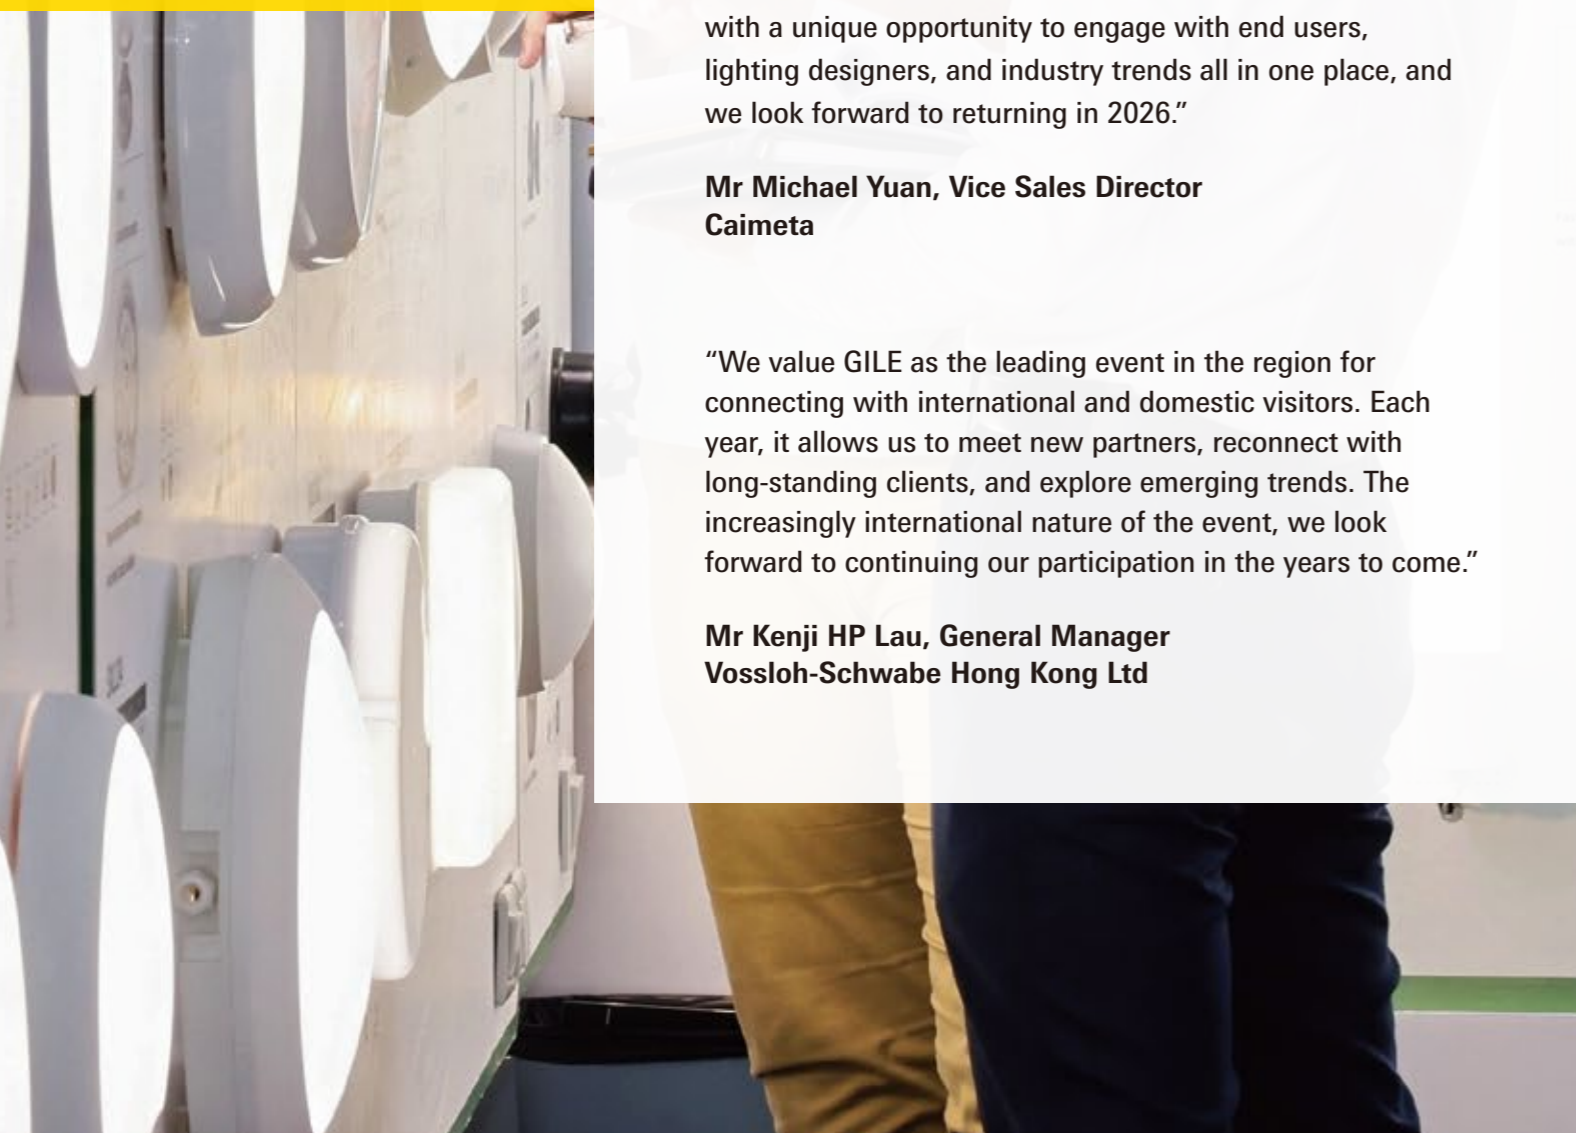 with a unique opportunity to engage with end users,
lighting designers, and industry trends all in one place, and
we look forward to returning in 2026.”
Mr Michael Yuan, Vice Sales Director
Caimeta
“We value GILE as the leading event in the region for
connecting with international and domestic visitors. Each
year, it allows us to meet new partners, reconnect with
long-standing clients, and explore emerging trends. The
increasingly international nature of the event, we look
forward to continuing our participation in the years to come.”
Mr Kenji HP Lau, General Manager
Vossloh-Schwabe Hong Kong Ltd